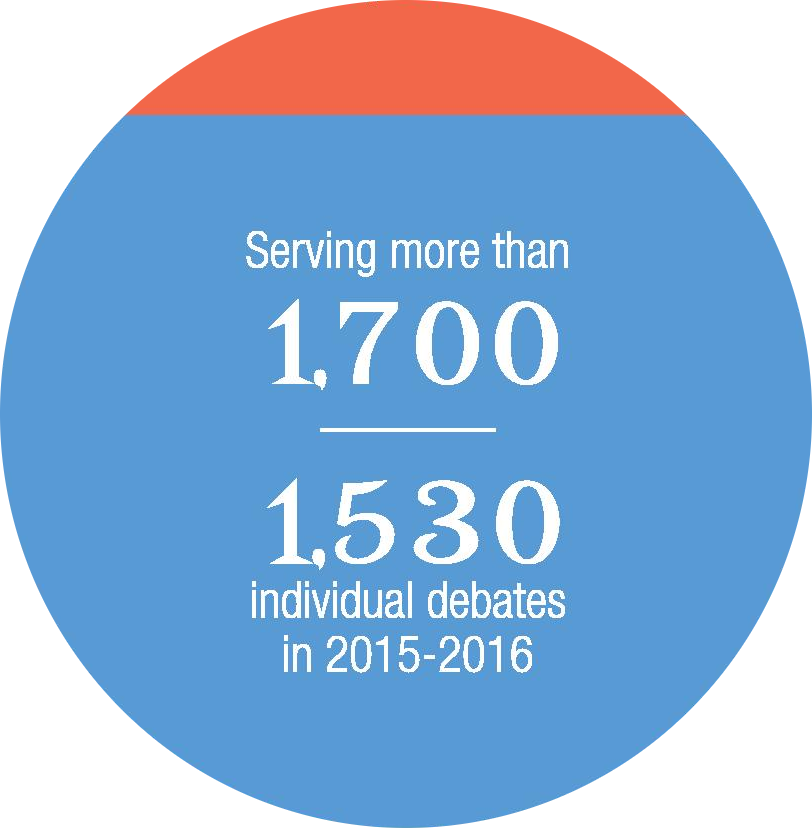 Serving more than
1,700
1,530
individual debates
in 2015-2016